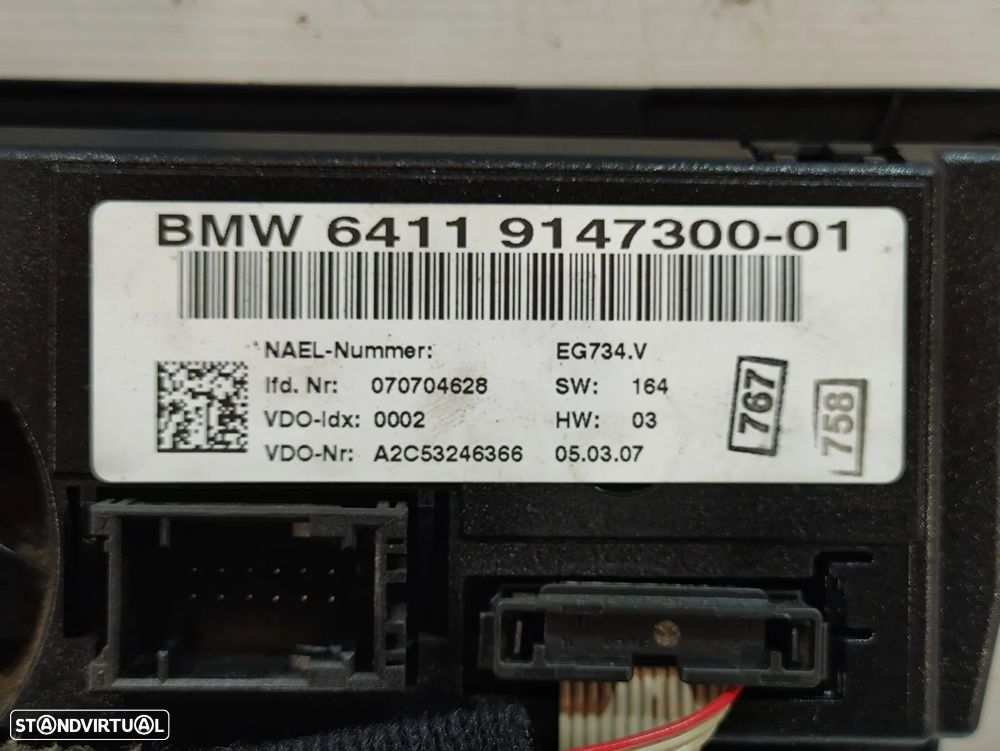 BMW 6411 9147300-01
NAEL-Nummer: EG734.V
lfd. Nr: 070704628 SW: 164
VDO-Idx: 0002 HW: 03
VDO-Nr: A2C53246366 05.03.07
767
758
STANDVIRTUAL